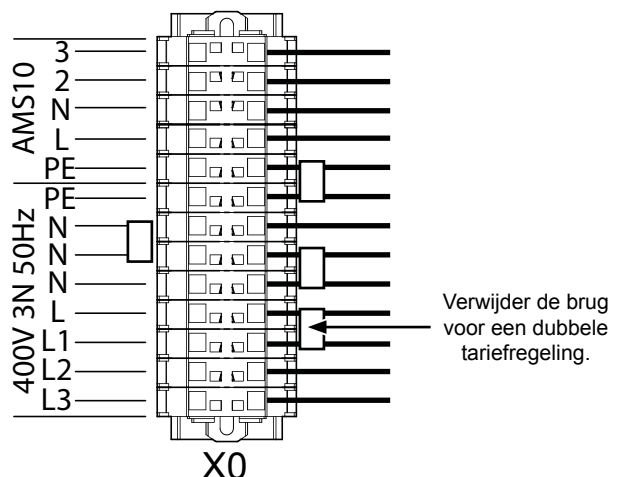 AMS10
3
2
N
L
PE
400V 3N 50Hz
PE
N
N
N
L
L1
L2
L3
Verwijder de brug
voor een dubbele
tariefregeling.
X0